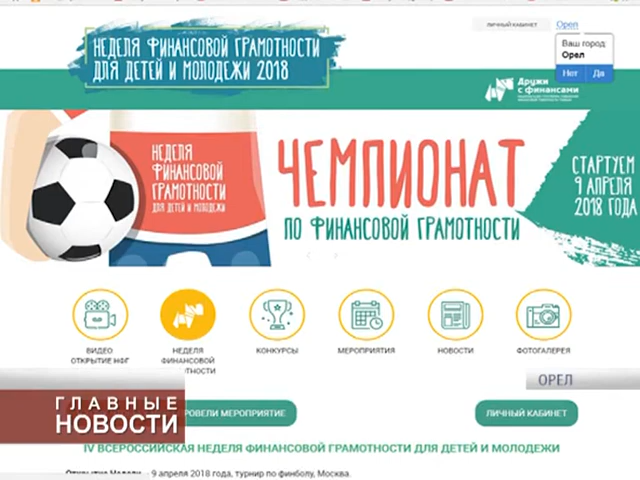 НЕДЕЛЯ ФИНАНСОВОЙ ГРАМОТНОСТИ
ДЛЯ ДЕТЕЙ И МОЛОДЕЖИ 2018
ЛИЧНЫЙ КАБИНЕТ
Орел
Ваш город:
Орел
Нет Да
Дружи
с финансами
НЕДЕЛЯ
ФИНАНСОВОЙ
ГРАМОТНОСТИ
ДЛЯ ДЕТЕЙ И МОЛОДЕЖИ
ЧЕМПИОНАТ
ПО ФИНАНСОВОЙ ГРАМОТНОСТИ
СТАРТУЕМ
9 АПРЕЛЯ
2018 ГОДА
ВИДЕО
ОТКРЫТИЕ НФГ
НЕДЕЛЯ
ФИНАНСОВОЙ
КОНКУРСЫ
МЕРОПРИЯТИЯ
НОВОСТИ
ФОТОГАЛЕРЕЯ
ОРЕЛ
ГЛАВНЫЕ
НОВОСТИ
РОВЕЛИ МЕРОПРИЯТИЕ
ЛИЧНЫЙ КАБИНЕТ
IV ВСЕРОССИЙСКАЯ НЕДЕЛЯ ФИНАНСОВОЙ ГРАМОТНОСТИ ДЛЯ ДЕТЕЙ И МОЛОДЕЖИ
9 апреля 2018 года, турнир по финболу, Москва.